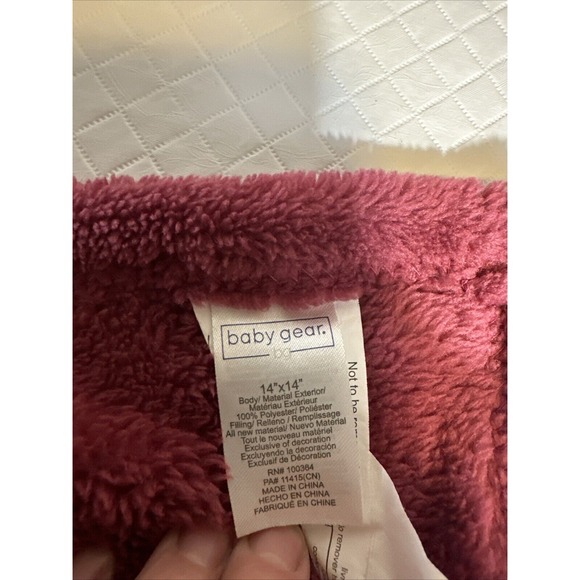 baby gear.
bg
14"x14"
Body/ Material Exterior/
Matériau Extérieur
100% Polyester/ Poliéster
Filling/ Relleno / Remplissage
All new material/ Nuevo Material
Tout le nouveau matériel
Exclusive of decoration
Excluyendo la decoración
Exclusif de Décoration
RN# 100364
PA# 11415(CN)
MADE IN CHINA
HECHO EN CHINA
FABRIQUÉ EN CHINE
Not to be
remover